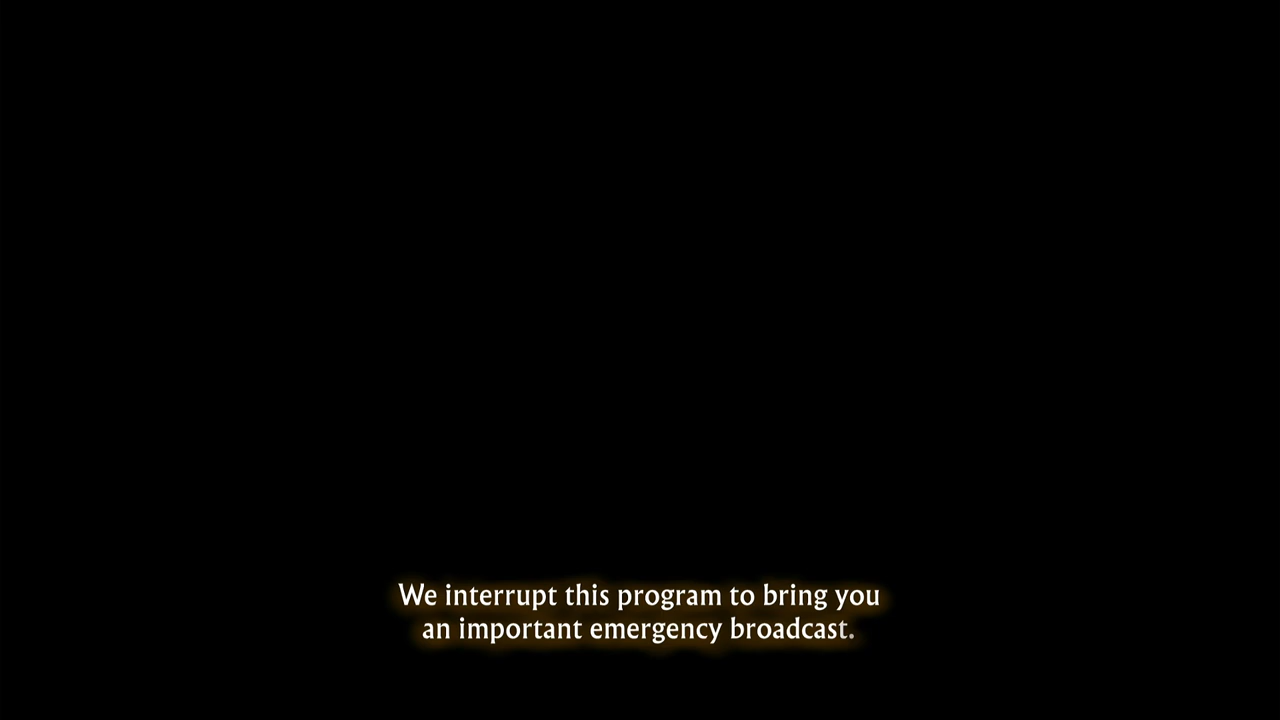 We interrupt this program to bring you
an important emergency broadcast.